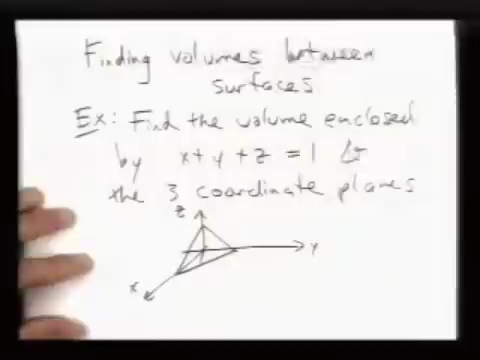 Finding volumes between
surfaces
Ex: Find the volume enclosed
by x+y+z=1 &
the 3 coordinate planes
z
y
x